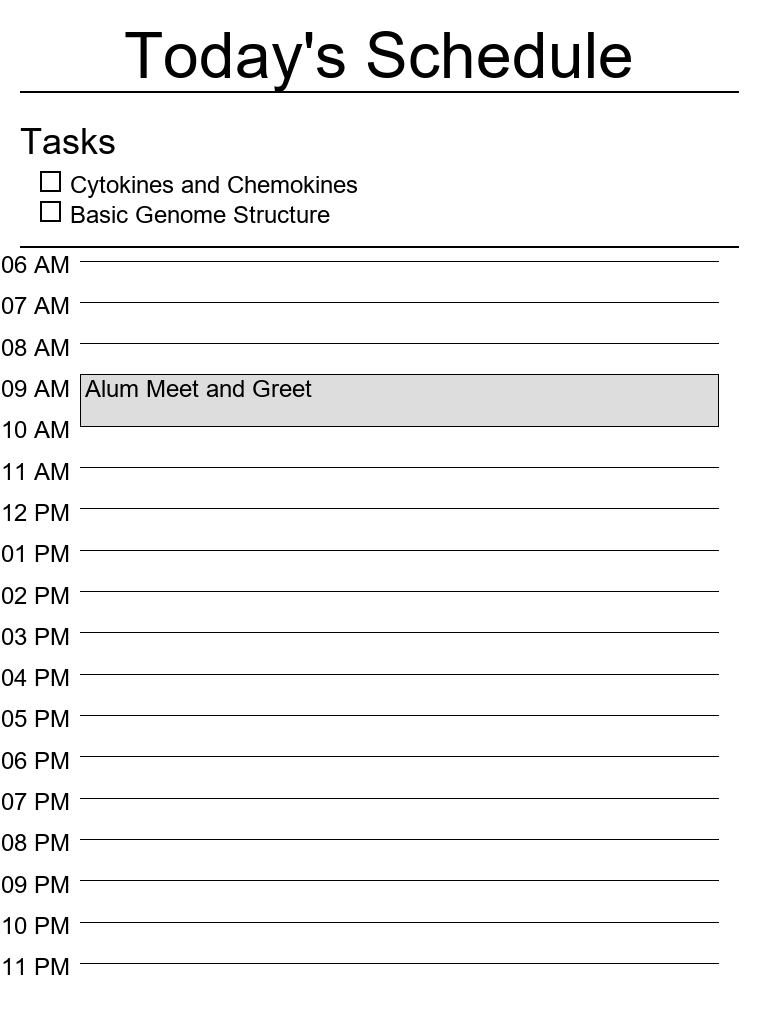 Today's Schedule
Tasks
Cytokines and Chemokines
Basic Genome Structure
06 AM
07 AM
08 AM
09 AM Alum Meet and Greet
10 AM
11 AM
12 PM
01 PM
02 PM
03 PM
04 PM
05 PM
06 PM
07 PM
08 PM
09 PM
10 PM
11 PM